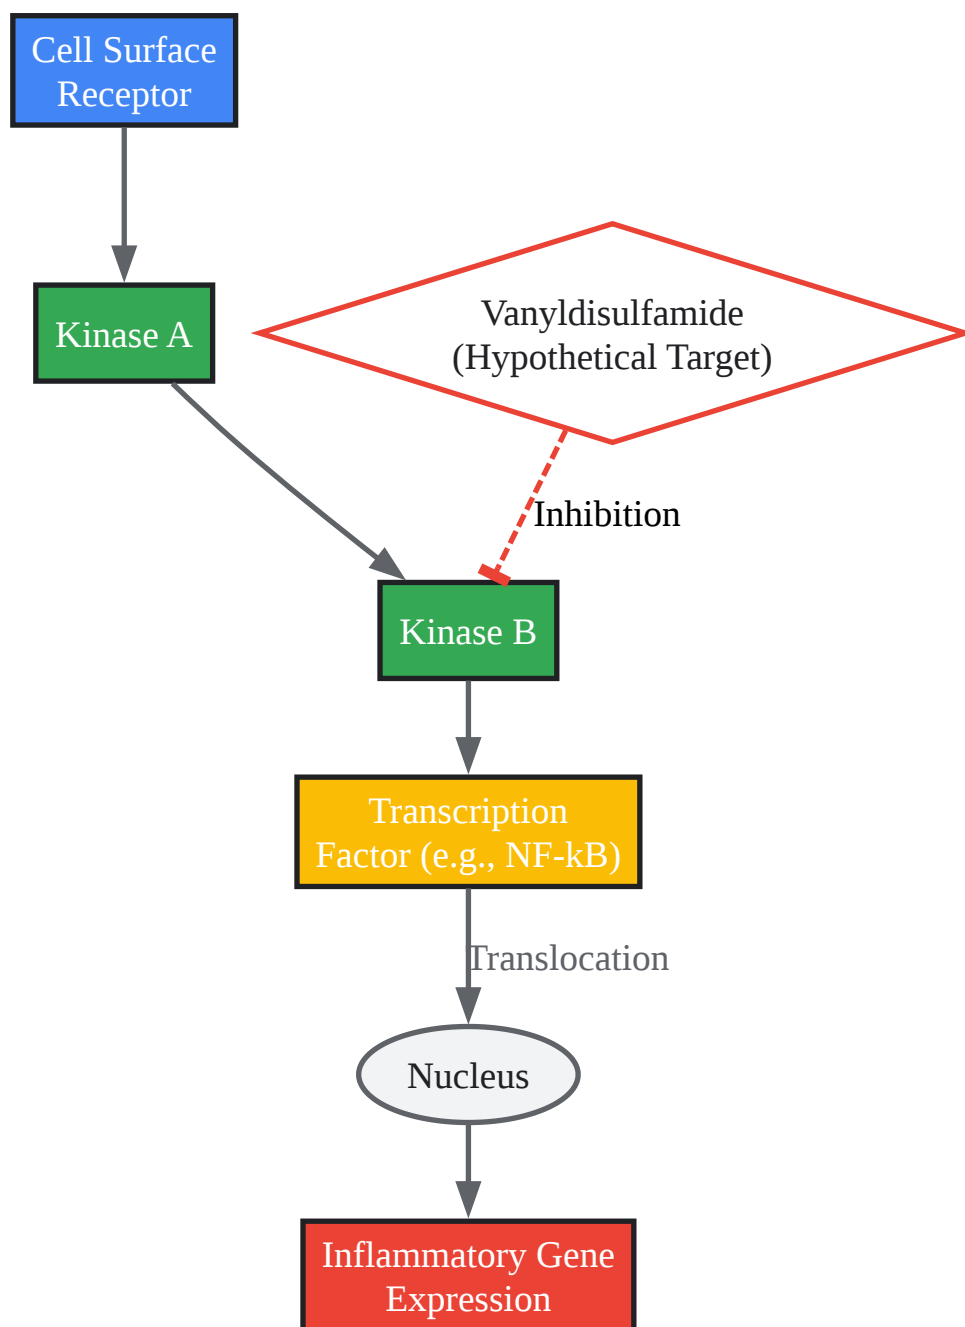 Cell Surface
Receptor
Kinase A
Vanyldisulfamide
(Hypothetical Target)
Inhibition
Kinase B
Transcription
Factor (e.g., NF-kB)
Translocation
Nucleus
Inflammatory Gene
Expression